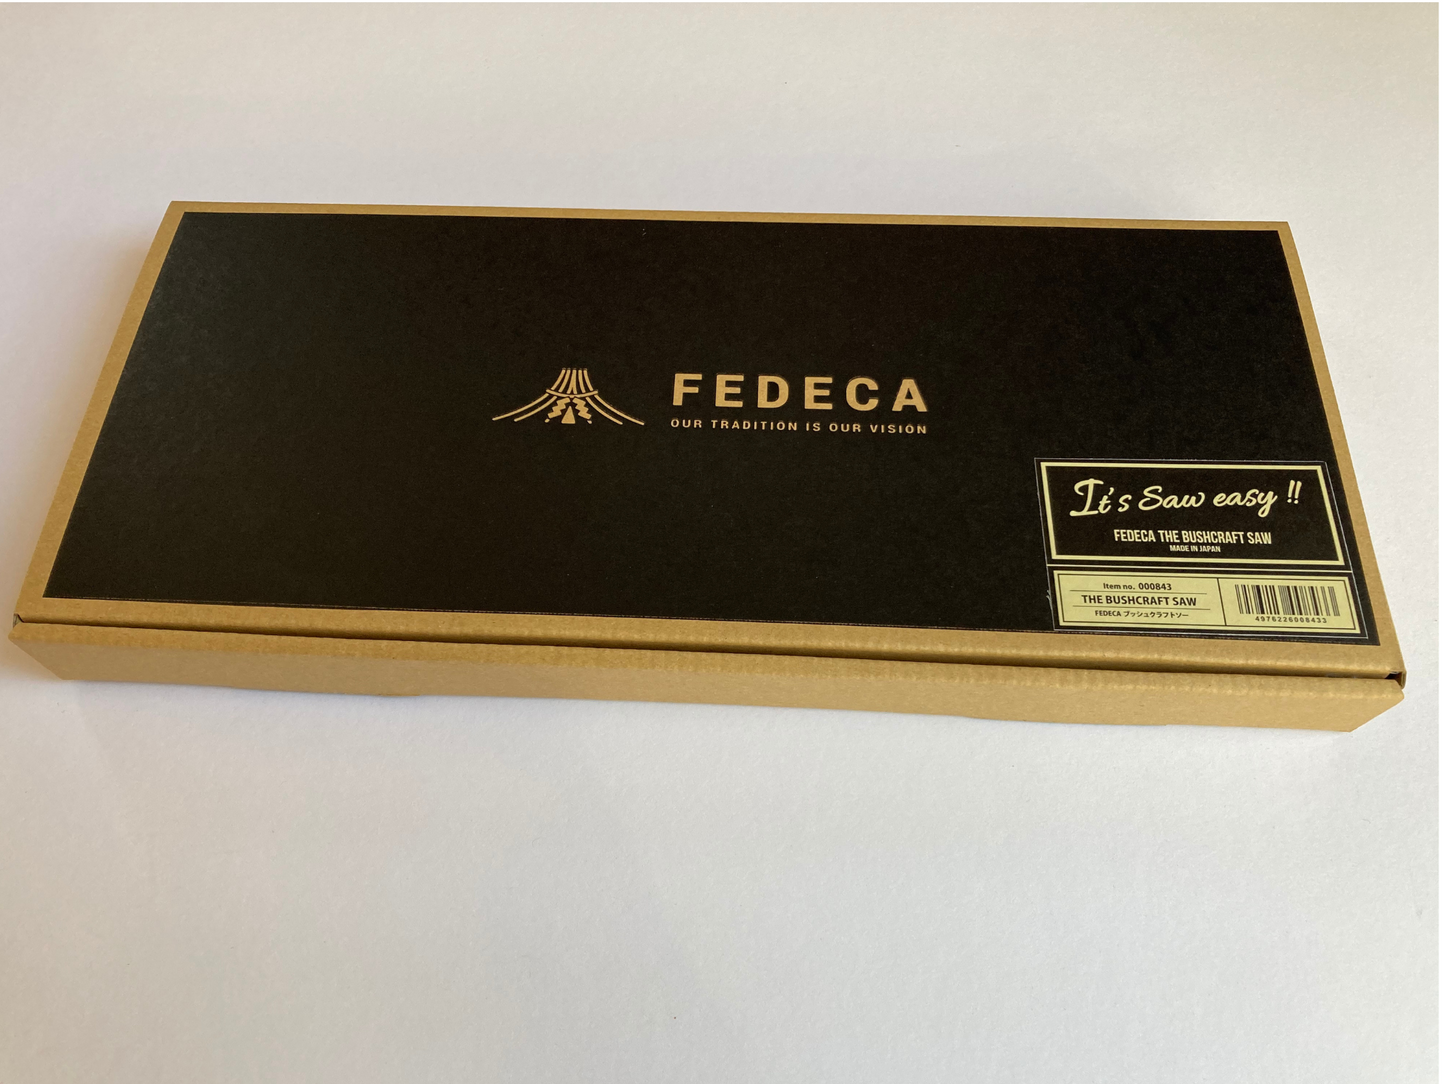 FEDECA
OUR TRADITION IS OUR VISION
It's Saw easy !!
FEDECA THE BUSHCRAFT SAW
MADE IN JAPAN
Item no. 000843
THE BUSHCRAFT SAW
FEDECA ブッシュクラフトソー
4976226008433